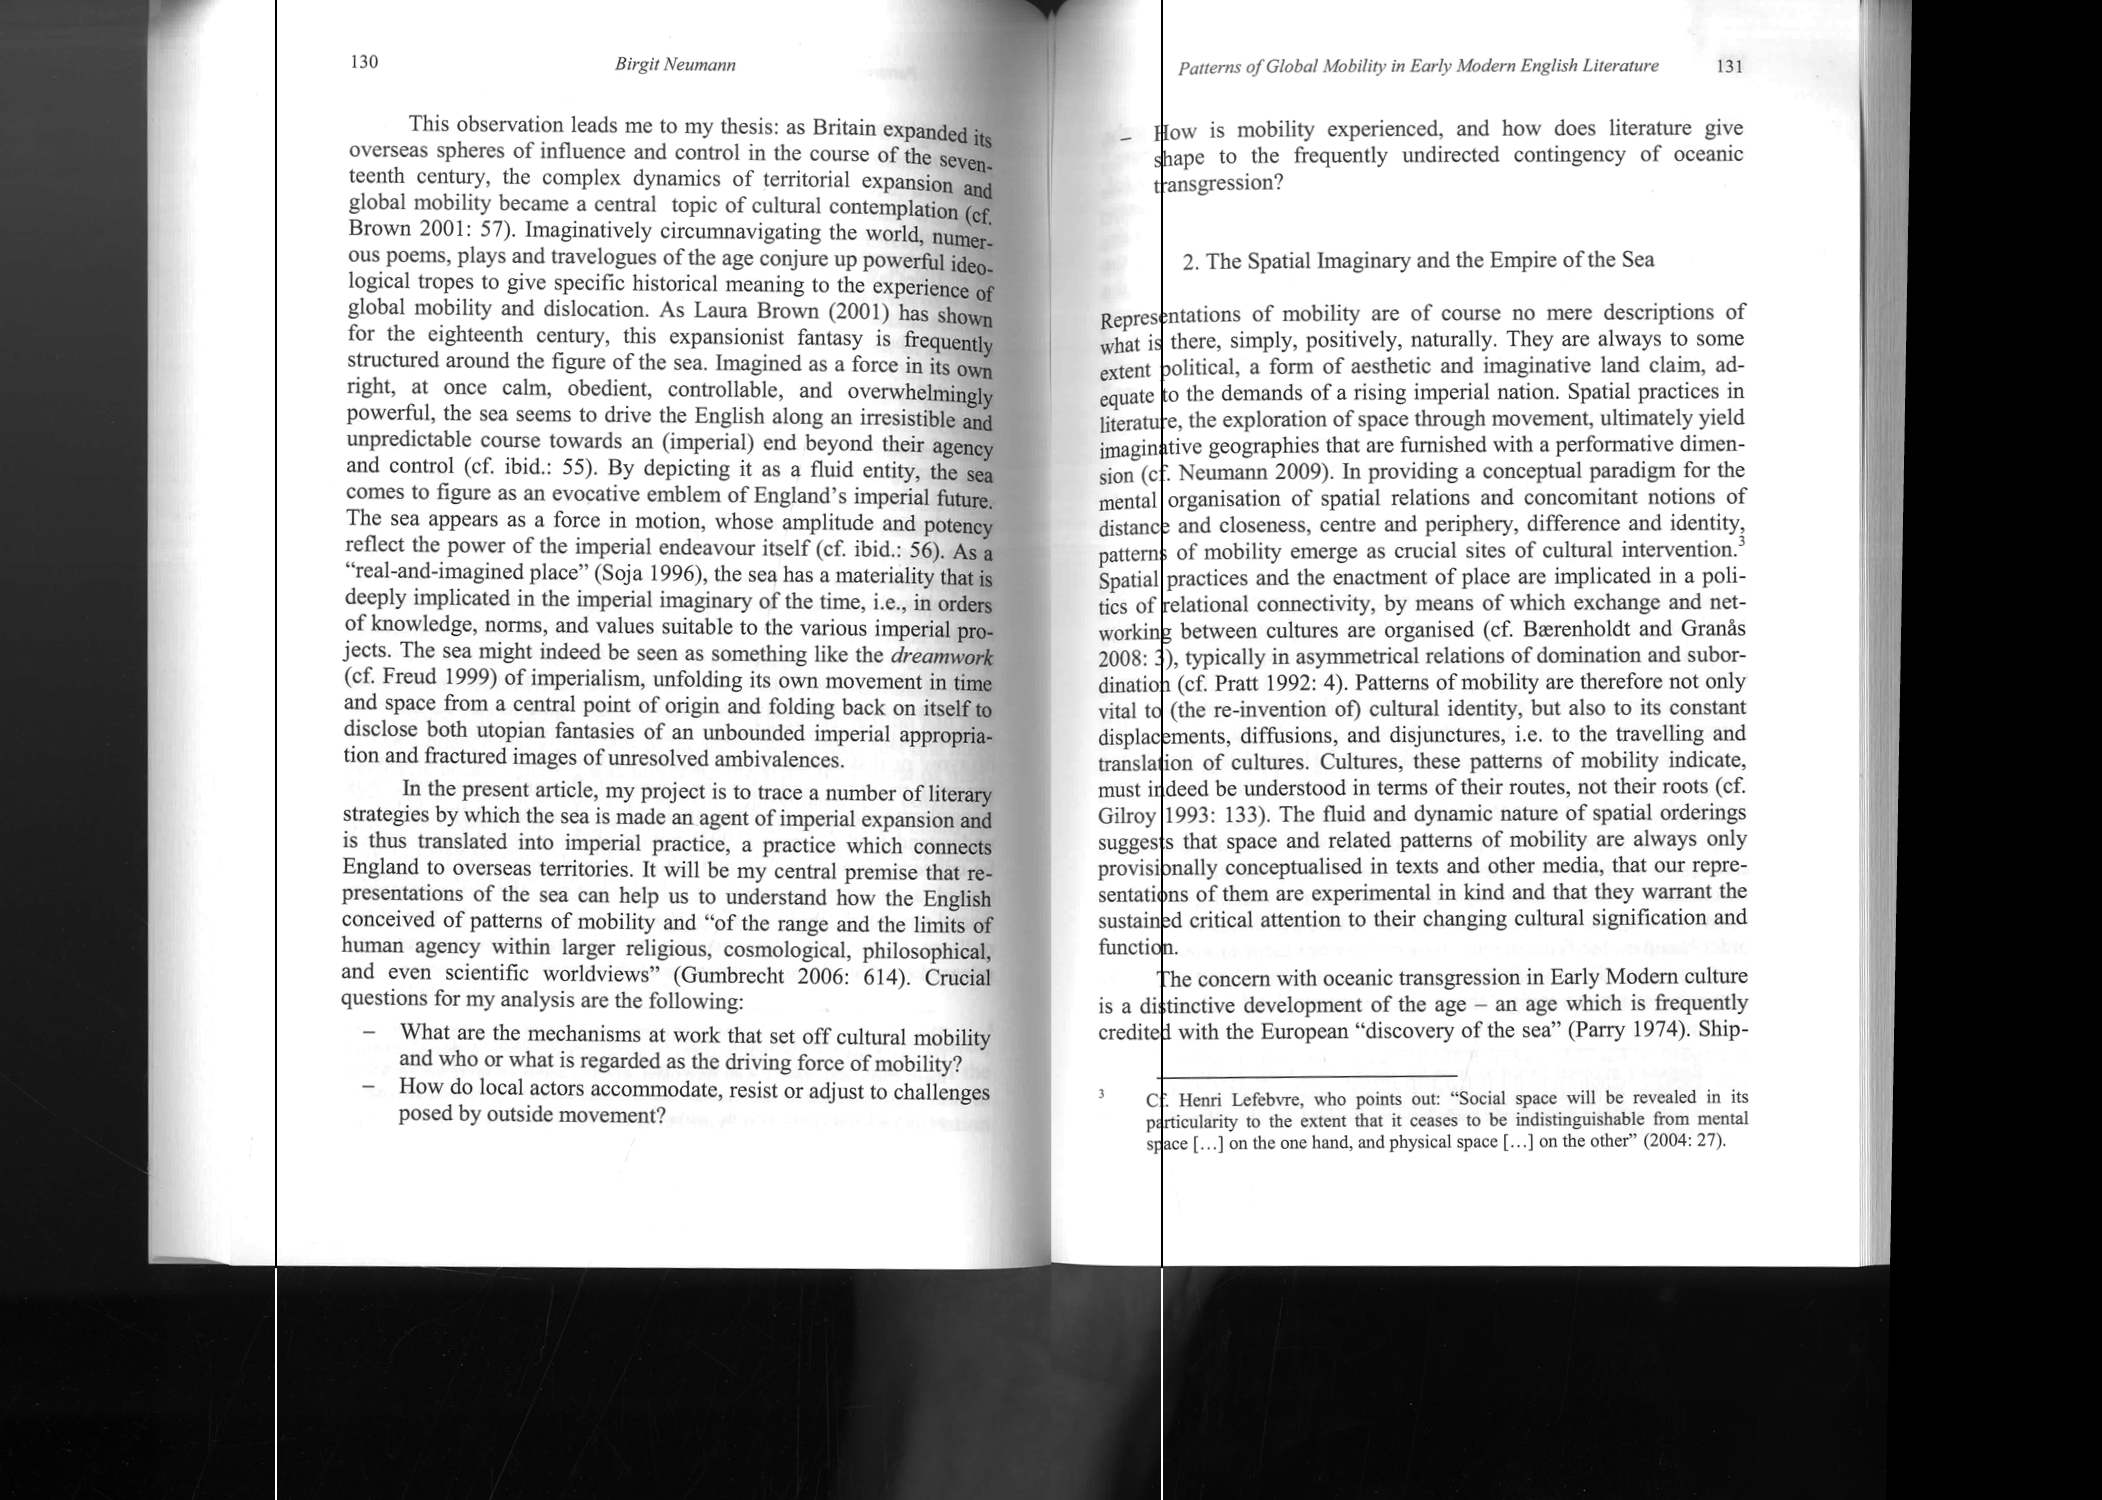 130
Birgit Neumann
This observation leads me to my thesis: as Britain expanded its
overseas spheres of influence and control in the course of the seven-
teenth century, the complex dynamics of territorial expansion and
global mobility became a central topic of cultural contemplation (cf.
Brown 2001: 57). Imaginatively circumnavigating the world, numer-
ous poems, plays and travelogues of the age conjure up powerful ideo-
logical tropes to give specific historical meaning to the experience of
global mobility and dislocation. As Laura Brown (2001) has shown
for the eighteenth century, this expansionist fantasy is frequently
structured around the figure of the sea. Imagined as a force in its own
right, at once calm, obedient, controllable, and overwhelmingly
powerful, the sea seems to drive the English along an irresistible and
unpredictable course towards an (imperial) end beyond their agency
and control (cf. ibid.: 55). By depicting it as a fluid entity, the sea
comes to figure as an evocative emblem of England’s imperial future.
The sea appears as a force in motion, whose amplitude and potency
reflect the power of the imperial endeavour itself (cf. ibid.: 56). As a
“real-and-imagined place” (Soja 1996), the sea has a materiality that is
deeply implicated in the imperial imaginary of the time, i.e., in orders
of knowledge, norms, and values suitable to the various imperial pro-
jects. The sea might indeed be seen as something like the dreamwork
(cf. Freud 1999) of imperialism, unfolding its own movement in time
and space from a central point of origin and folding back on itself to
disclose both utopian fantasies of an unbounded imperial appropria-
tion and fractured images of unresolved ambivalences.
In the present article, my project is to trace a number of literary
strategies by which the sea is made an agent of imperial expansion and
is thus translated into imperial practice, a practice which connects
England to overseas territories. It will be my central premise that re-
presentations of the sea can help us to understand how the English
conceived of patterns of mobility and “of the range and the limits of
human agency within larger religious, cosmological, philosophical,
and even scientific worldviews” (Gumbrecht 2006: 614). Crucial
questions for my analysis are the following:
– What are the mechanisms at work that set off cultural mobility
and who or what is regarded as the driving force of mobility?
– How do local actors accommodate, resist or adjust to challenges
posed by outside movement?
Patterns of Global Mobility in Early Modern English Literature
131
– How is mobility experienced, and how does literature give
shape to the frequently undirected contingency of oceanic
transgression?
2. The Spatial Imaginary and the Empire of the Sea
Representations of mobility are of course no mere descriptions of
what is there, simply, positively, naturally. They are always to some
extent political, a form of aesthetic and imaginative land claim, ad-
equate to the demands of a rising imperial nation. Spatial practices in
literature, the exploration of space through movement, ultimately yield
imaginative geographies that are furnished with a performative dimen-
sion (cf. Neumann 2009). In providing a conceptual paradigm for the
mental organisation of spatial relations and concomitant notions of
distance and closeness, centre and periphery, difference and identity,
patterns of mobility emerge as crucial sites of cultural intervention.3
Spatial practices and the enactment of place are implicated in a poli-
tics of relational connectivity, by means of which exchange and net-
working between cultures are organised (cf. Bærenholdt and Granås
2008: 3), typically in asymmetrical relations of domination and subor-
dination (cf. Pratt 1992: 4). Patterns of mobility are therefore not only
vital to (the re-invention of) cultural identity, but also to its constant
displacements, diffusions, and disjunctures, i.e. to the travelling and
translation of cultures. Cultures, these patterns of mobility indicate,
must indeed be understood in terms of their routes, not their roots (cf.
Gilroy 1993: 133). The fluid and dynamic nature of spatial orderings
suggests that space and related patterns of mobility are always only
provisionally conceptualised in texts and other media, that our repre-
sentations of them are experimental in kind and that they warrant the
sustained critical attention to their changing cultural signification and
function.
The concern with oceanic transgression in Early Modern culture
is a distinctive development of the age – an age which is frequently
credited with the European “discovery of the sea” (Parry 1974). Ship-
3 Cf. Henri Lefebvre, who points out: “Social space will be revealed in its
particularity to the extent that it ceases to be indistinguishable from mental
space […] on the one hand, and physical space […] on the other” (2004: 27).